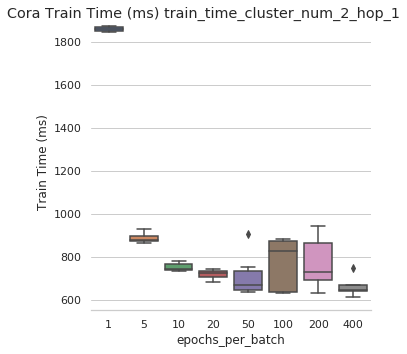 Cora Train Time (ms) train_time_cluster_num_2_hop_1
1800
1600
1400
1200
1000
800
600
Train Time (ms)
1 5 10 20 50 100 200 400
epochs_per_batch